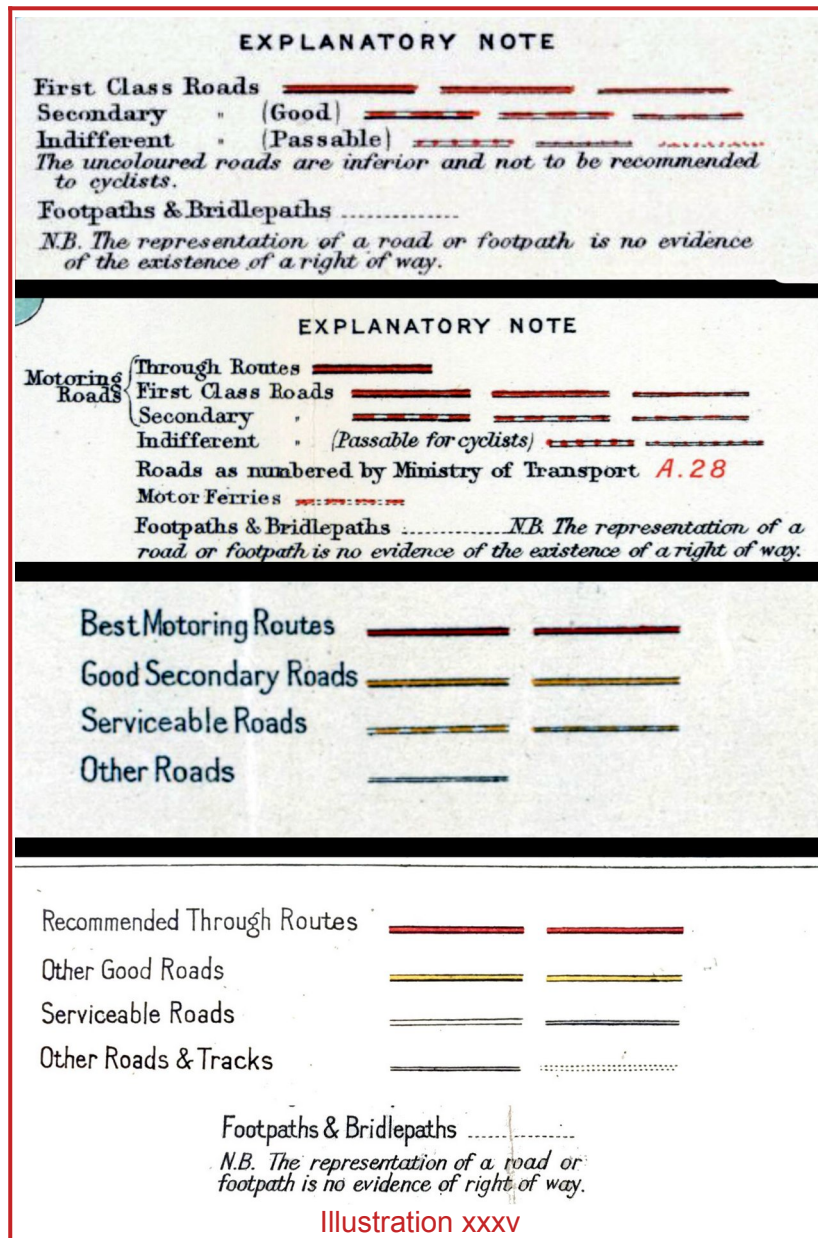 EXPLANATORY NOTE
First Class Roads
Secondary " (Good)
Indifferent " (Passable)
The uncoloured roads are inferior and not to be recommended
to cyclists.
Footpaths & Bridlepaths ..............
N.B. The representation of a road or footpath is no evidence
of the existence of a right of way.
EXPLANATORY NOTE
Motoring
Roads
Through Routes
First Class Roads
Secondary "
Indifferent " (Passable for cyclists)
Roads as numbered by Ministry of Transport A.28
Motor Ferries
Footpaths & Bridlepaths ..............N.B. The representation of a
road or footpath is no evidence of the existence of a right of way.
Best Motoring Routes
Good Secondary Roads
Serviceable Roads
Other Roads
Recommended Through Routes
Other Good Roads
Serviceable Roads
Other Roads & Tracks
Footpaths & Bridlepaths ..............
N.B. The representation of a road or
footpath is no evidence of right of way.
Illustration xxxv